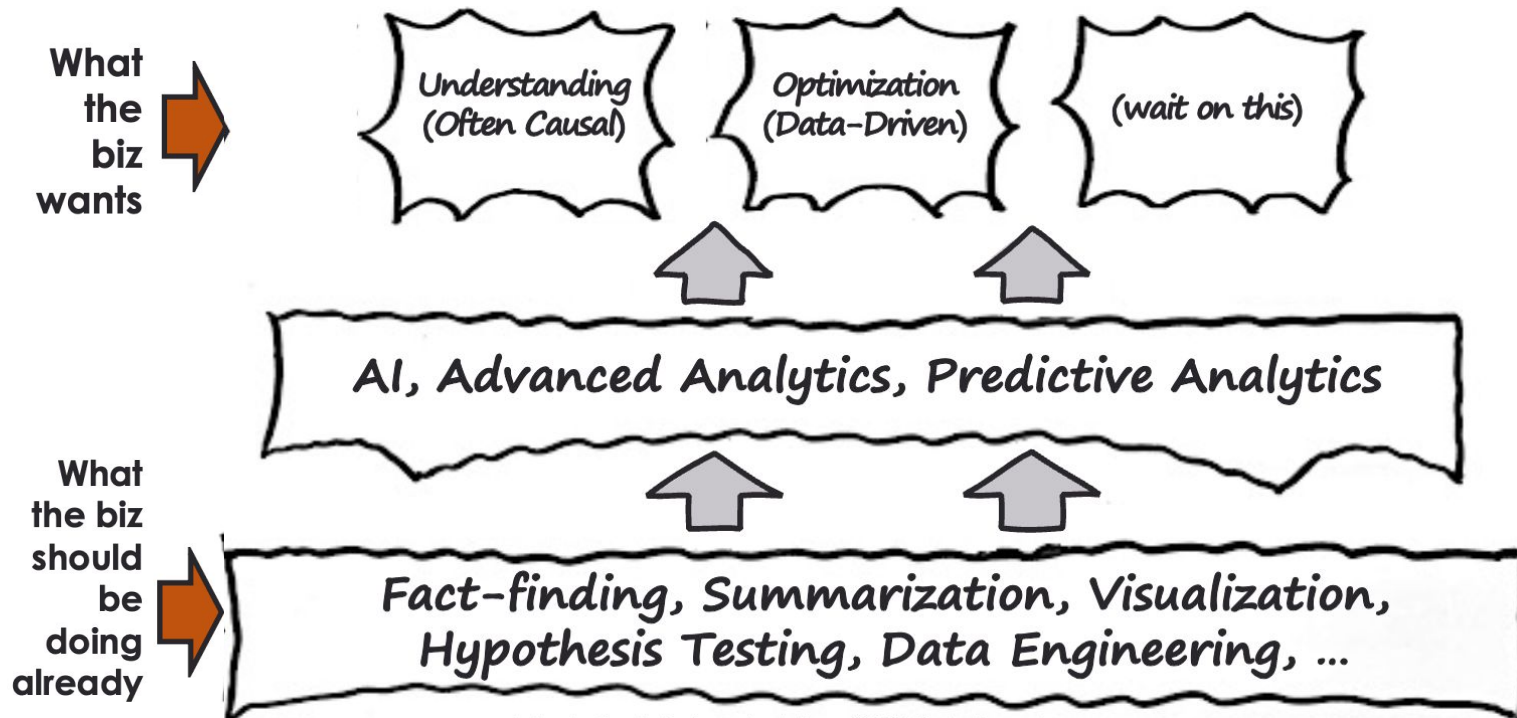 What
the
biz
wants
Understanding
(Often Causal)
Optimization
(Data-Driven)
(wait on this)
AI, Advanced Analytics, Predictive Analytics
What
the biz
should
be
doing
already
Fact-finding, Summarization, Visualization,
Hypothesis Testing, Data Engineering, ...